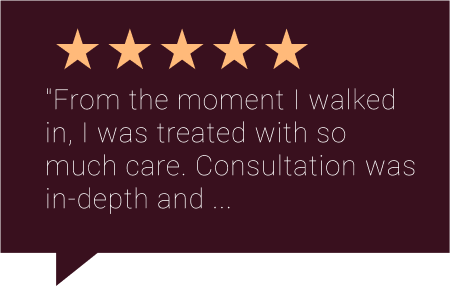 "From the moment I walked
in, I was treated with so
much care. Consultation was
in-depth and ...